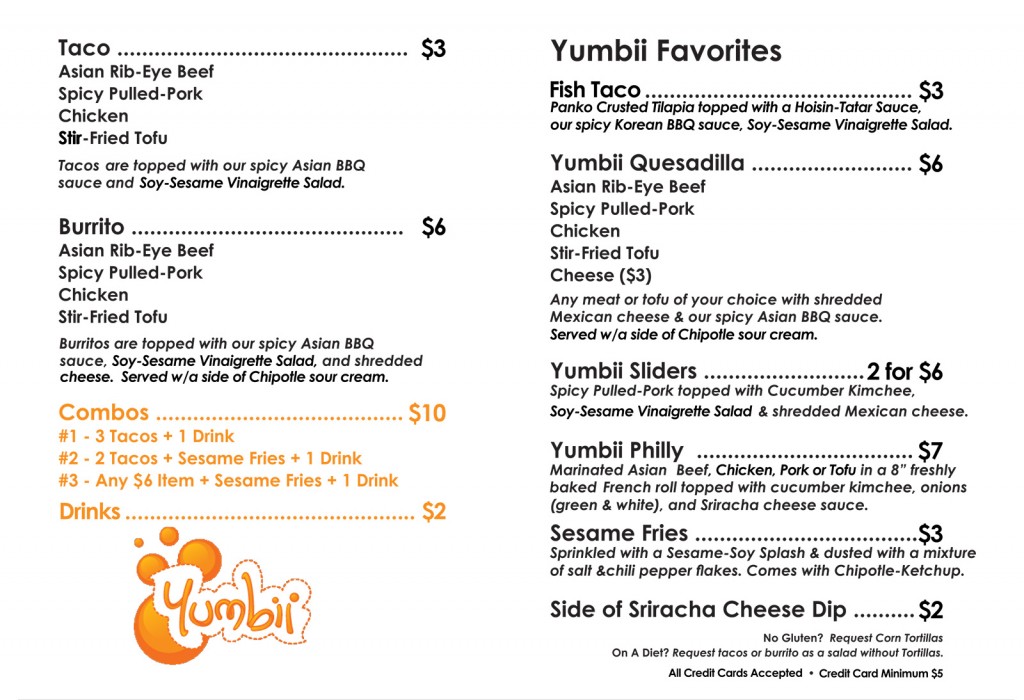 Taco ............................................... $3
Asian Rib-Eye Beef
Spicy Pulled-Pork
Chicken
Stir-Fried Tofu
Tacos are topped with our spicy Asian BBQ
sauce and Soy-Sesame Vinaigrette Salad.
Burrito ............................................ $6
Asian Rib-Eye Beef
Spicy Pulled-Pork
Chicken
Stir-Fried Tofu
Burritos are topped with our spicy Asian BBQ
sauce, Soy-Sesame Vinaigrette Salad, and shredded
cheese. Served w/a side of Chipotle sour cream.
Combos ........................................ $10
#1 - 3 Tacos + 1 Drink
#2 - 2 Tacos + Sesame Fries + 1 Drink
#3 - Any $6 Item + Sesame Fries + 1 Drink
Drinks ............................................... $2
Yumbii
Yumbii Favorites
Fish Taco ........................................... $3
Panko Crusted Tilapia topped with a Hoisin-Tatar Sauce,
our spicy Korean BBQ sauce, Soy-Sesame Vinaigrette Salad.
Yumbii Quesadilla .......................... $6
Asian Rib-Eye Beef
Spicy Pulled-Pork
Chicken
Stir-Fried Tofu
Cheese ($3)
Any meat or tofu of your choice with shredded
Mexican cheese & our spicy Asian BBQ sauce.
Served w/a side of Chipotle sour cream.
Yumbii Sliders .......................... 2 for $6
Spicy Pulled-Pork topped with Cucumber Kimchee,
Soy-Sesame Vinaigrette Salad & shredded Mexican cheese.
Yumbii Philly ................................... $7
Marinated Asian Beef, Chicken, Pork or Tofu in a 8" freshly
baked French roll topped with cucumber kimchee, onions
(green & white), and Sriracha cheese sauce.
Sesame Fries .................................... $3
Sprinkled with a Sesame-Soy Splash & dusted with a mixture
of salt &chili pepper flakes. Comes with Chipotle-Ketchup.
Side of Sriracha Cheese Dip .......... $2
No Gluten? Request Corn Tortillas
On A Diet? Request tacos or burrito as a salad without Tortillas.
All Credit Cards Accepted • Credit Card Minimum $5